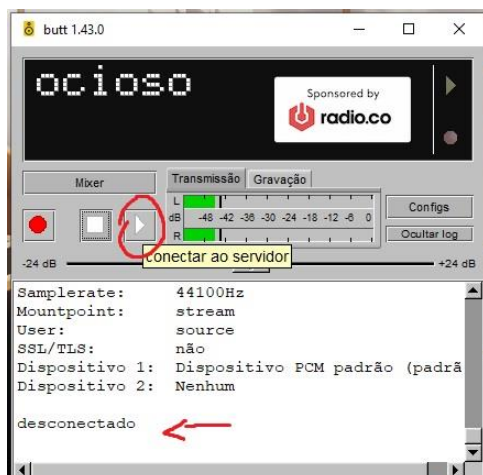 butt 1.43.0
ocioso
Sponsored by
radio.co
Mixer
Transmissão Gravação
L
dB -48 -42 -36 -30 -24 -18 -12 -6 0
R
Configs
Ocultar log
conectar ao servidor
-24 dB +24 dB
Samplerate: 44100Hz
Mountpoint: stream
User: source
SSL/TLS: não
Dispositivo 1: Dispositivo PCM padrão (padrã
Dispositivo 2: Nenhum
desconectado